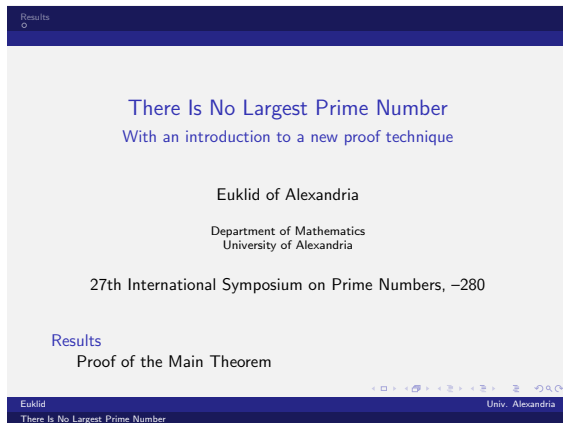 Results
There Is No Largest Prime Number
With an introduction to a new proof technique
Euklid of Alexandria
Department of Mathematics
University of Alexandria
27th International Symposium on Prime Numbers, –280
Results
Proof of the Main Theorem
Euklid Univ. Alexandria
There Is No Largest Prime Number